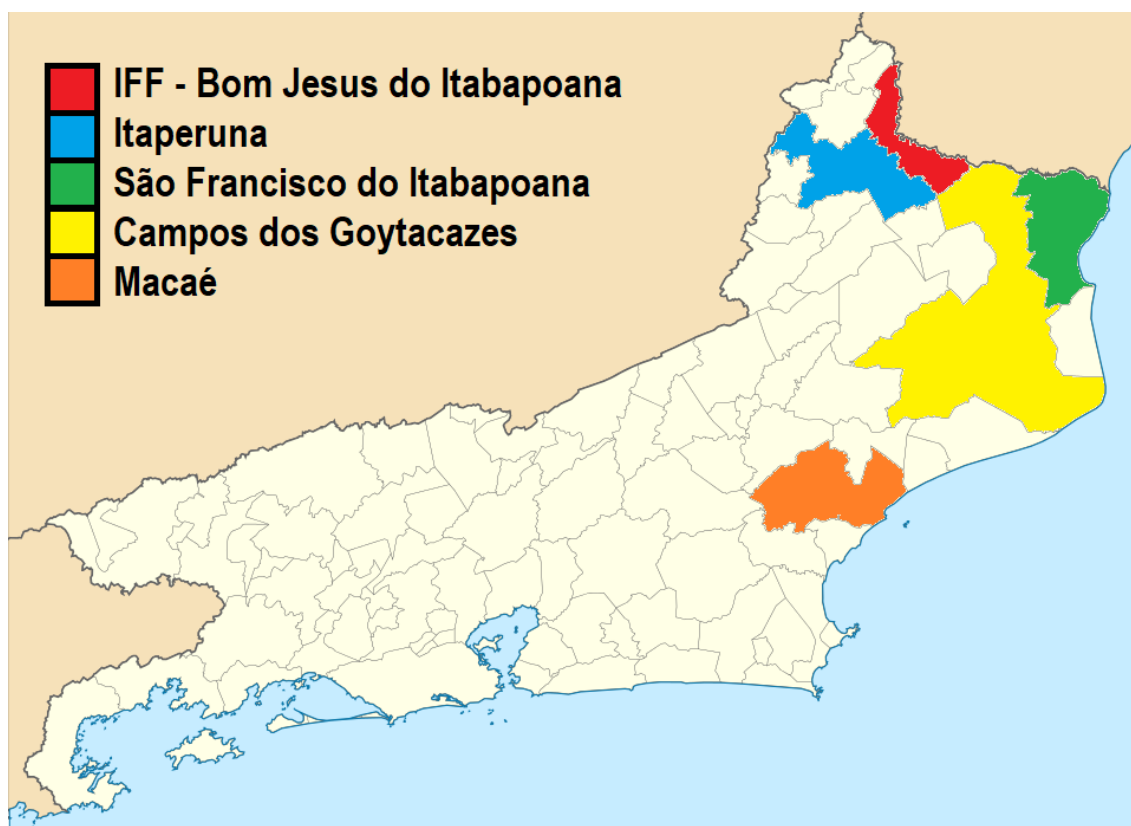 IFF - Bom Jesus do Itabapoana
Itaperuna
São Francisco do Itabapoana
Campos dos Goytacazes
Macaé